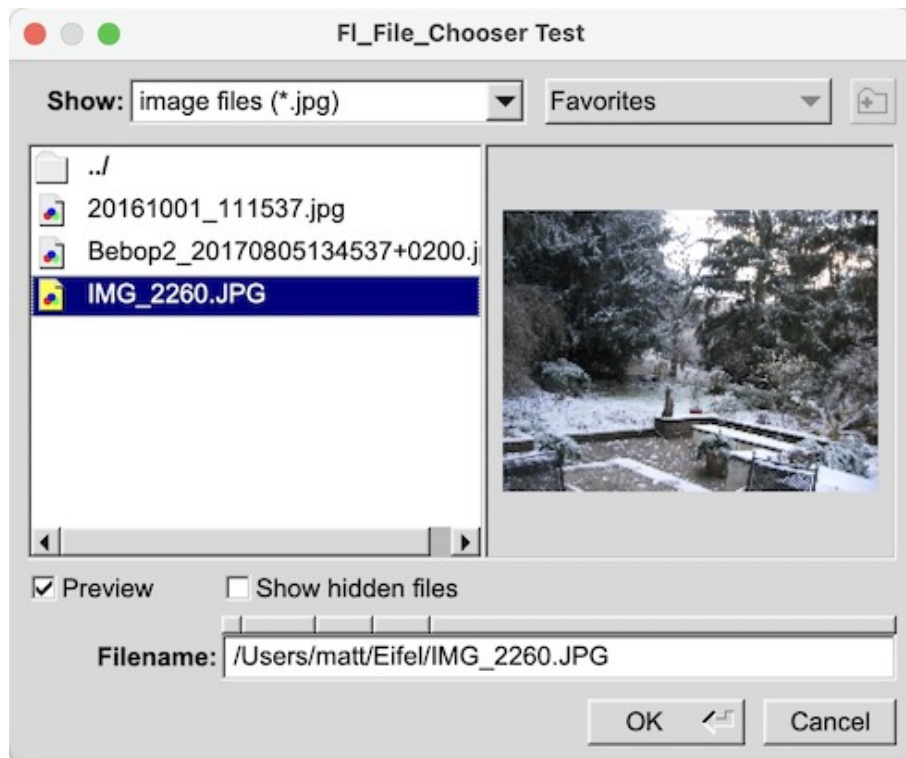 Fl_File_Chooser Test
Show: image files (*.jpg) Favorites
../
20161001_111537.jpg
Bebop2_20170805134537+0200.j
IMG_2260.JPG
Preview Show hidden files
Filename: /Users/matt/Eifel/IMG_2260.JPG
OK Cancel